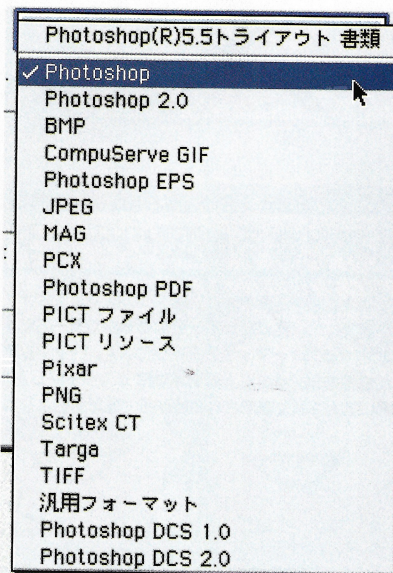 Photoshop(R)5.5トライアウト 書類
✓ Photoshop
Photoshop 2.0
BMP
CompuServe GIF
Photoshop EPS
JPEG
MAG
PCX
Photoshop PDF
PICT ファイル
PICT リソース
Pixar
PNG
Scitex CT
Targa
TIFF
汎用フォーマット
Photoshop DCS 1.0
Photoshop DCS 2.0